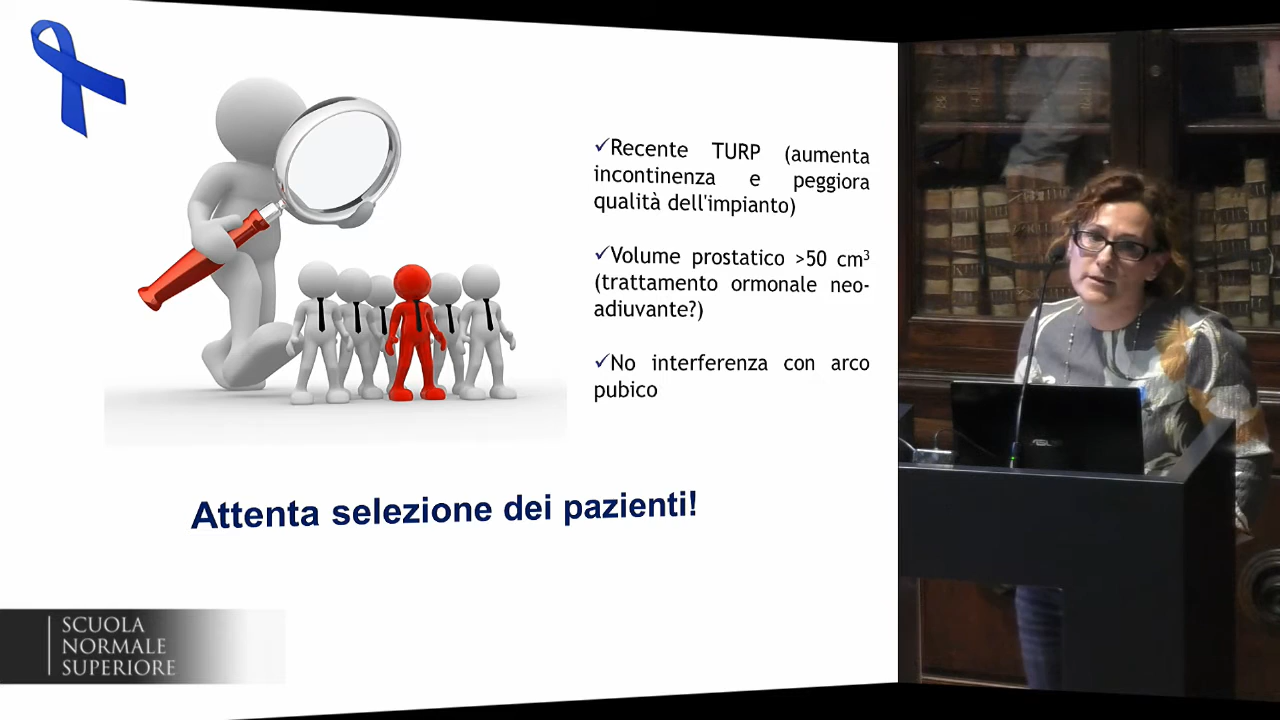 ✓Recente TURP (aumenta
incontinenza e peggiora
qualità dell'impianto)
✓Volume prostatico >50 cm³
(trattamento ormonale neo-
adiuvante?)
✓No interferenza con arco
pubico
Attenta selezione dei pazienti!
SCUOLA
NORMALE
SUPERIORE
ASUS